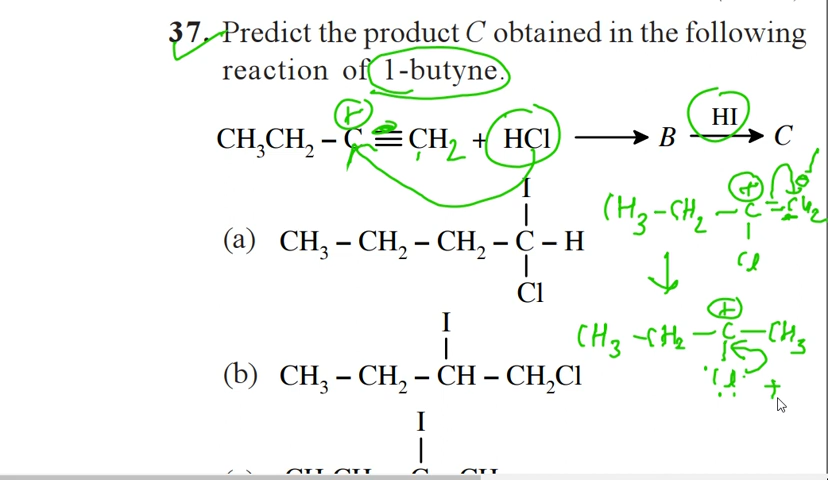 37. Predict the product C obtained in the following
reaction of 1-butyne.
CH₃CH₂ – C ≡ CH₂ + HCl ⟶ B —HI→ C
(+)
I
(a) CH₃ – CH₂ – CH₂ – C – H
Cl
I
(b) CH₃ – CH₂ – CH – CH₂Cl
I
CH₃-CH₂ – C = CH₂
(+)
Cl
CH₃ – CH₂ – C – CH₃
(+)
Cl +